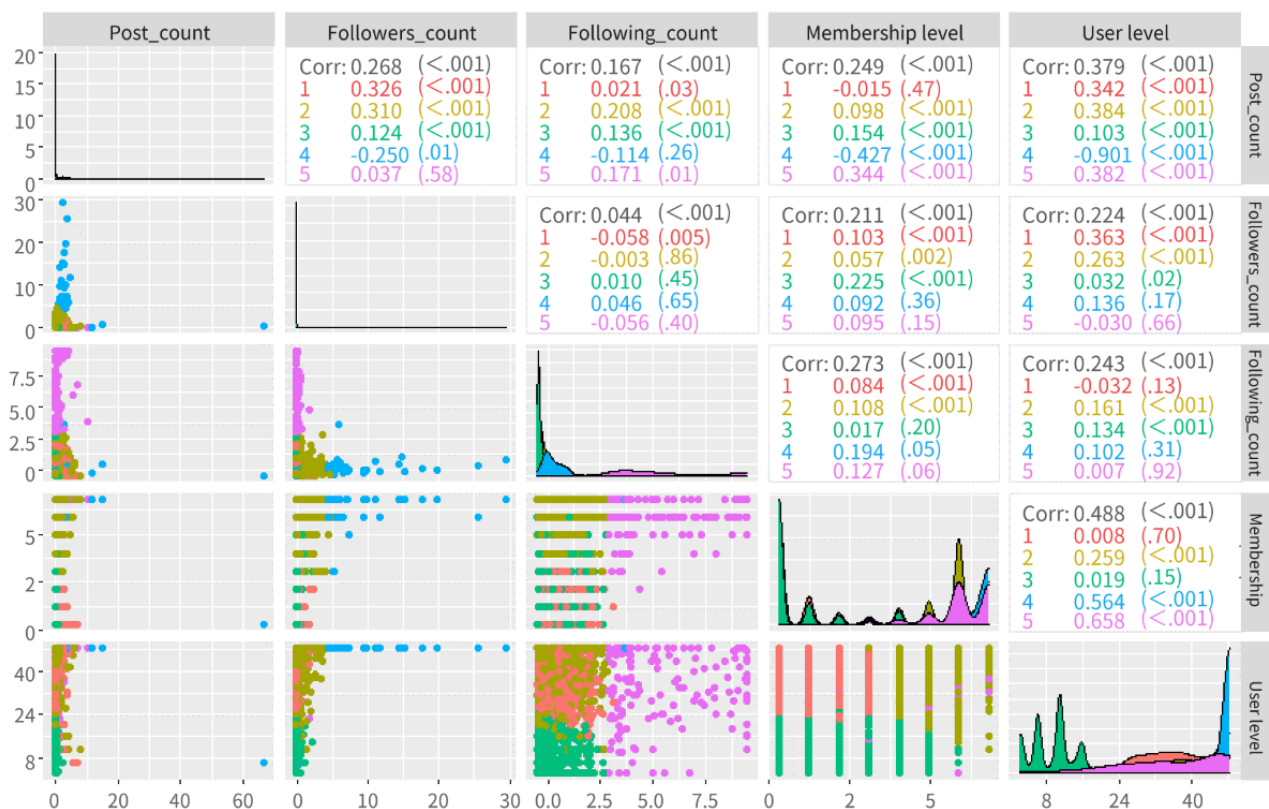 Post_count Followers_count Following_count Membership level User level
20
15
10
5
0
Corr: 0.268 (<.001)
1 0.326 (<.001)
2 0.310 (<.001)
3 0.124 (<.001)
4 -0.250 (.01)
5 0.037 (.58)
Corr: 0.167 (<.001)
1 0.021 (.03)
2 0.208 (<.001)
3 0.136 (<.001)
4 -0.114 (.26)
5 0.171 (.01)
Corr: 0.249 (<.001)
1 -0.015 (.47)
2 0.098 (<.001)
3 0.154 (<.001)
4 -0.427 (<.001)
5 0.344 (<.001)
Corr: 0.379 (<.001)
1 0.342 (<.001)
2 0.384 (<.001)
3 0.103 (<.001)
4 -0.901 (<.001)
5 0.382 (<.001)
Post_count
30
20
10
0
Corr: 0.044 (<.001)
1 -0.058 (.005)
2 -0.003 (.86)
3 0.010 (.45)
4 0.046 (.65)
5 -0.056 (.40)
Corr: 0.211 (<.001)
1 0.103 (<.001)
2 0.057 (.002)
3 0.225 (<.001)
4 0.092 (.36)
5 0.095 (.15)
Corr: 0.224 (<.001)
1 0.363 (<.001)
2 0.263 (<.001)
3 0.032 (.02)
4 0.136 (.17)
5 -0.030 (.66)
Followers_count
7.5
5.0
2.5
0
Corr: 0.273 (<.001)
1 0.084 (<.001)
2 0.108 (<.001)
3 0.017 (.20)
4 0.194 (.05)
5 0.127 (.06)
Corr: 0.243 (<.001)
1 -0.032 (.13)
2 0.161 (<.001)
3 0.134 (<.001)
4 0.102 (.31)
5 0.007 (.92)
Following_count
5
2
0
Corr: 0.488 (<.001)
1 0.008 (.70)
2 0.259 (<.001)
3 0.019 (.15)
4 0.564 (<.001)
5 0.658 (<.001)
Membership
40
24
8
User level
0 20 40 60 0 10 20 30 0.0 2.5 5.0 7.5 0 2 5 8 24 40